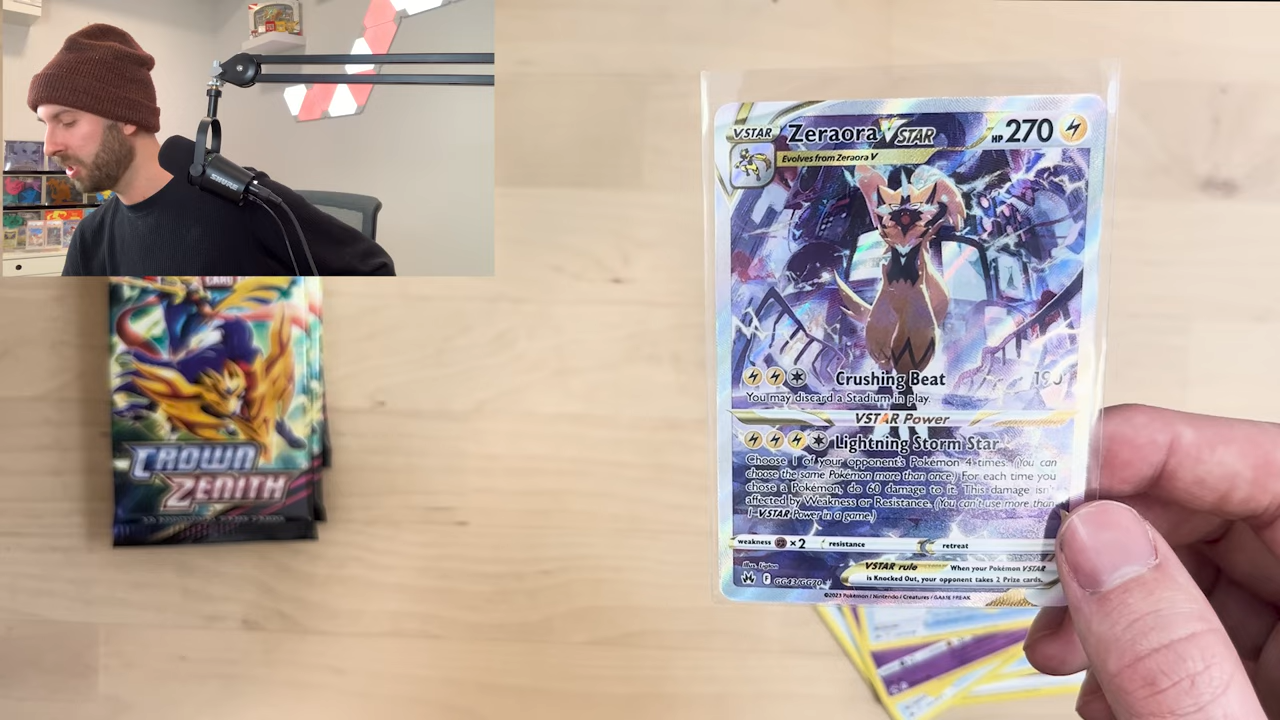 SHURE
CARD
CROWN
ZENITH
VSTAR Zeraora VSTAR HP 270
Evolves from Zeraora V
Crushing Beat 190
You may discard a Stadium in play.
VSTAR Power
Lightning Storm Star
Choose 1 of your opponent's Pokémon 4 times. (You can
choose the same Pokémon more than once.) For each time you
chose a Pokémon, do 60 damage to it. This damage isn't
affected by Weakness or Resistance. (You can't use more than
1 VSTAR Power in a game.)
weakness ×2 resistance retreat
Illus. Ligton
VSTAR rule When your Pokémon VSTAR
is Knocked Out, your opponent takes 2 Prize cards.
F GG43/GG70
©2023 Pokémon / Nintendo / Creatures / GAME FREAK